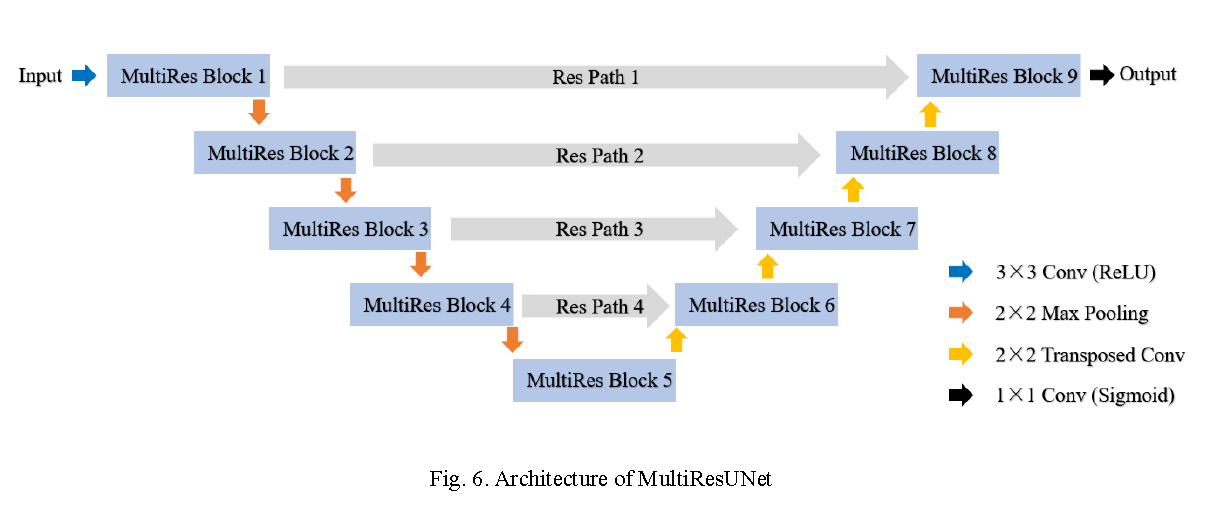 Input
MultiRes Block 1
Res Path 1
MultiRes Block 9
Output
MultiRes Block 2
Res Path 2
MultiRes Block 8
MultiRes Block 3
Res Path 3
MultiRes Block 7
MultiRes Block 4
Res Path 4
MultiRes Block 6
MultiRes Block 5
3×3 Conv (ReLU)
2×2 Max Pooling
2×2 Transposed Conv
1×1 Conv (Sigmoid)
Fig. 6. Architecture of MultiResUNet